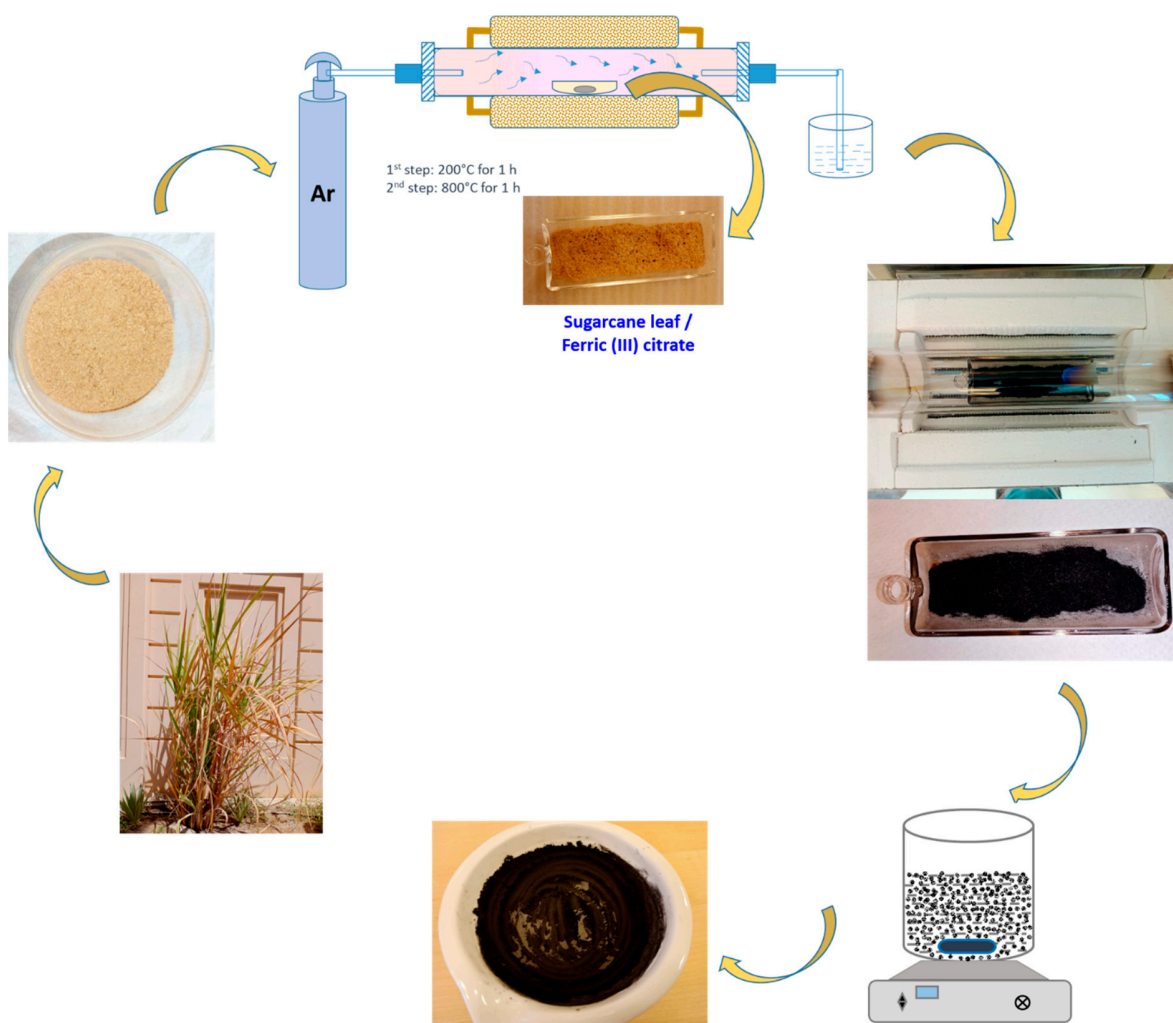 Ar
1st step: 200°C for 1 h
2nd step: 800°C for 1 h
Sugarcane leaf /
Ferric (III) citrate